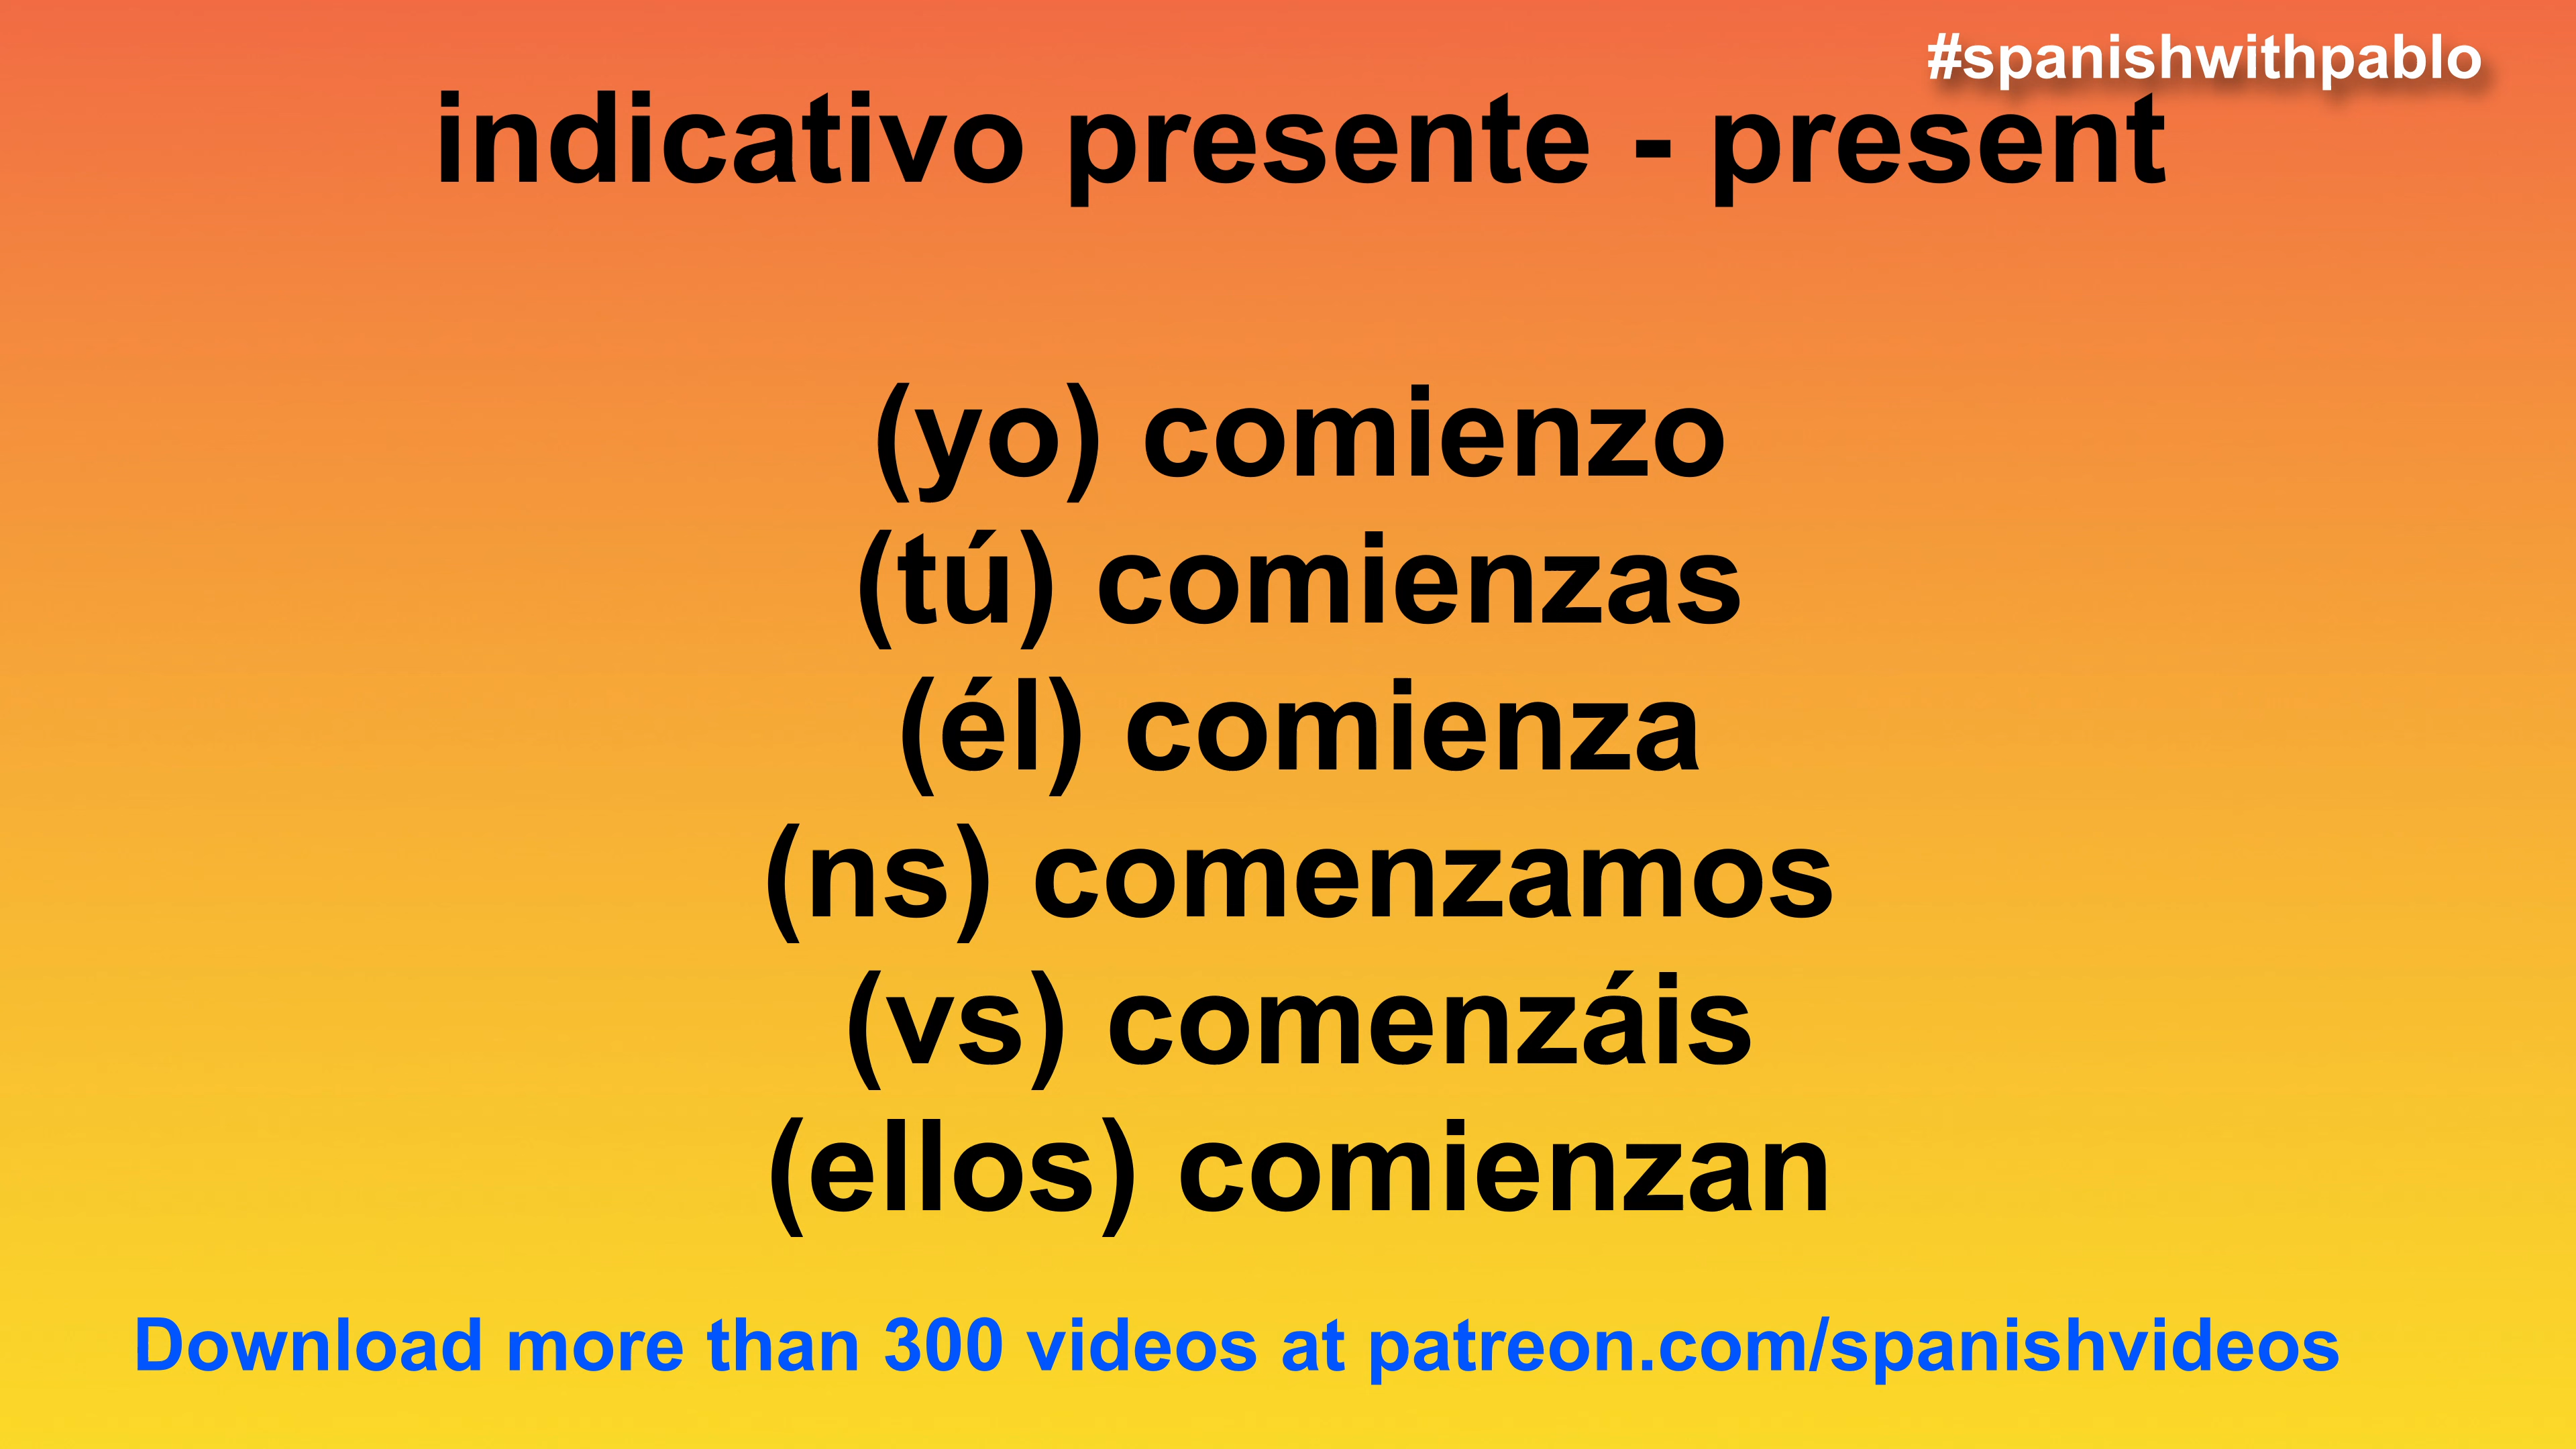 #spanishwithpablo
indicativo presente - present
(yo) comienzo
(tú) comienzas
(él) comienza
(ns) comenzamos
(vs) comenzáis
(ellos) comienzan
Download more than 300 videos at patreon.com/spanishvideos